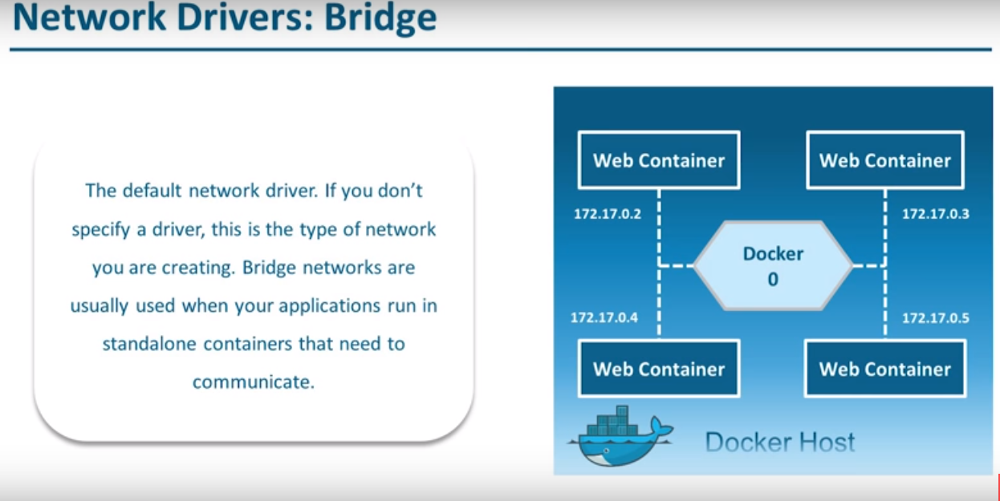 Network Drivers: Bridge
The default network driver. If you don't
specify a driver, this is the type of network
you are creating. Bridge networks are
usually used when your applications run in
standalone containers that need to
communicate.
Web Container
Web Container
172.17.0.2
172.17.0.3
Docker
0
172.17.0.4
172.17.0.5
Web Container
Web Container
Docker Host